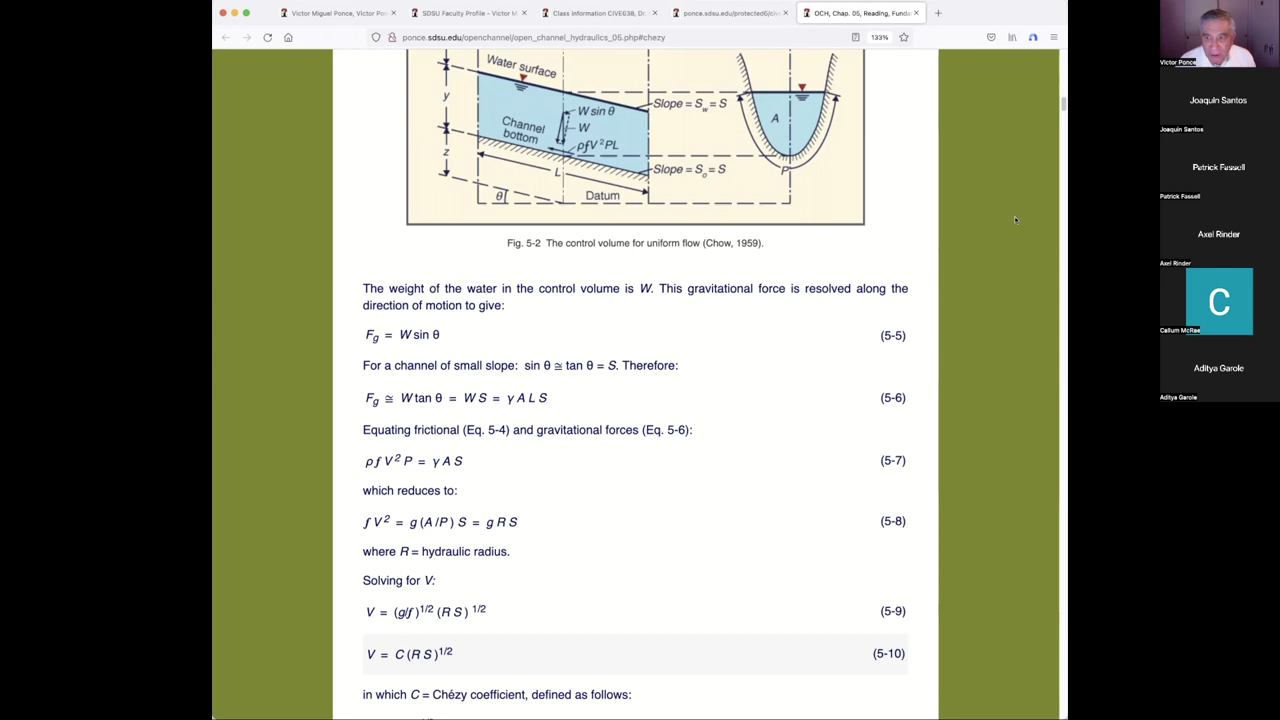 Victor Miguel Ponce, Victor Pon
SDSU Faculty Profile – Victor M
Class information CIVE638, Dr.
ponce.sdsu.edu/protected6/civ
OCH, Chap. 05, Reading, Funda
ponce.sdsu.edu/openchannel/open_channel_hydraulics_05.php#chezy
133%
Water surface
y
W sin θ
Slope = Sw = S
Channel
bottom
W
A
ρfV²PL
z
L
Slope = So = S
P
θ
Datum
Fig. 5-2 The control volume for uniform flow (Chow, 1959).
The weight of the water in the control volume is W. This gravitational force is resolved along the
direction of motion to give:
Fg = W sin θ (5-5)
For a channel of small slope: sin θ ≅ tan θ = S. Therefore:
Fg ≅ W tan θ = W S = γ A L S (5-6)
Equating frictional (Eq. 5-4) and gravitational forces (Eq. 5-6):
ρ f V² P = γ A S (5-7)
which reduces to:
f V² = g (A /P ) S = g R S (5-8)
where R = hydraulic radius.
Solving for V:
V = (g/f )1/2 (R S ) 1/2 (5-9)
V = C (R S )1/2 (5-10)
in which C = Chézy coefficient, defined as follows:
Victor Ponce
Joaquin Santos
Joaquin Santos
Patrick Fassell
Patrick Fassell
Axel Rinder
Axel Rinder
C
Callum McRae
Aditya Garole
Aditya Garole